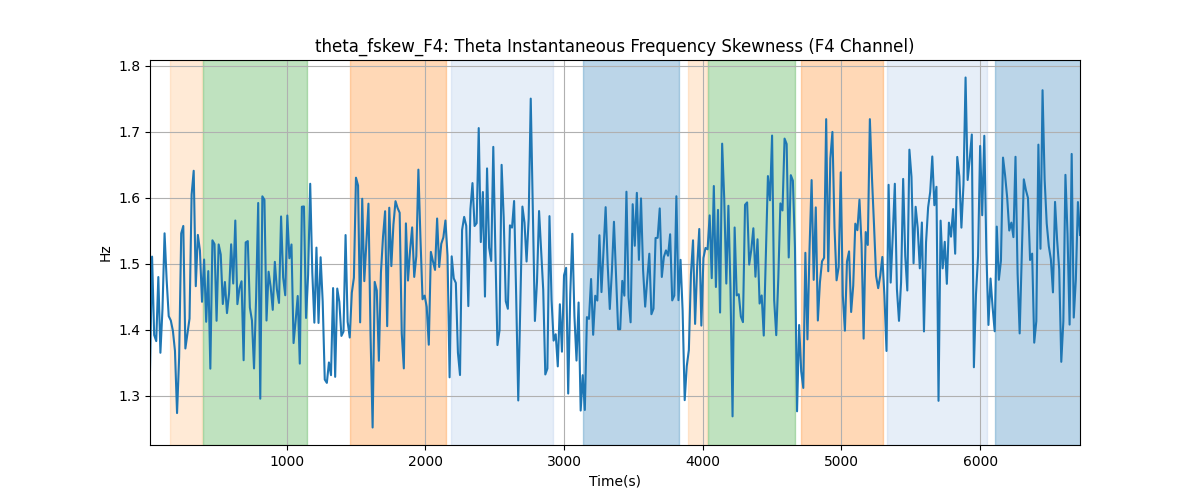 theta_fskew_F4: Theta Instantaneous Frequency Skewness (F4 Channel)
1.8
1.7
1.6
1.5
1.4
1.3
Hz
1000 2000 3000 4000 5000 6000
Time(s)